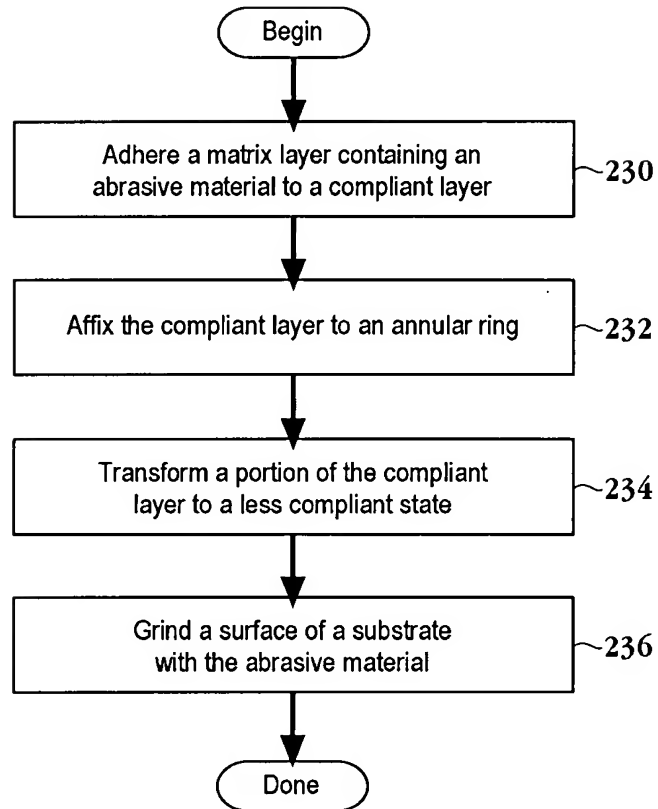 Begin
Adhere a matrix layer containing an
abrasive material to a compliant layer
230
Affix the compliant layer to an annular ring
232
Transform a portion of the compliant
layer to a less compliant state
234
Grind a surface of a substrate
with the abrasive material
236
Done